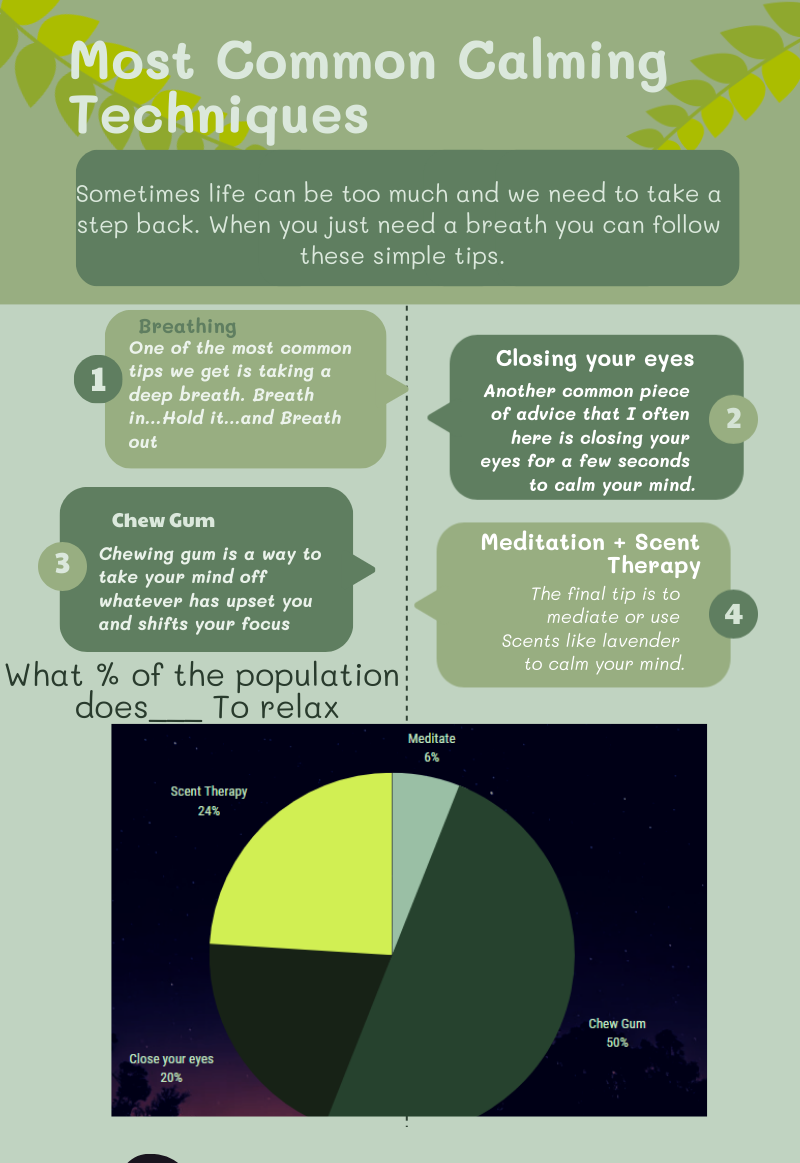 Most Common Calming
Techniques
Sometimes life can be too much and we need to take a
step back. When you just need a breath you can follow
these simple tips.
Breathing
One of the most common
tips we get is taking a
deep breath. Breath
in...Hold it...and Breath
out
1
Closing your eyes
Another common piece
of advice that I often
here is closing your
eyes for a few seconds
to calm your mind.
2
Chew Gum
Chewing gum is a way to
take your mind off
whatever has upset you
and shifts your focus
3
Meditation + Scent
Therapy
The final tip is to
mediate or use
Scents like lavender
to calm your mind.
4
What % of the population
does___ To relax
Meditate
6%
Scent Therapy
24%
Chew Gum
50%
Close your eyes
20%